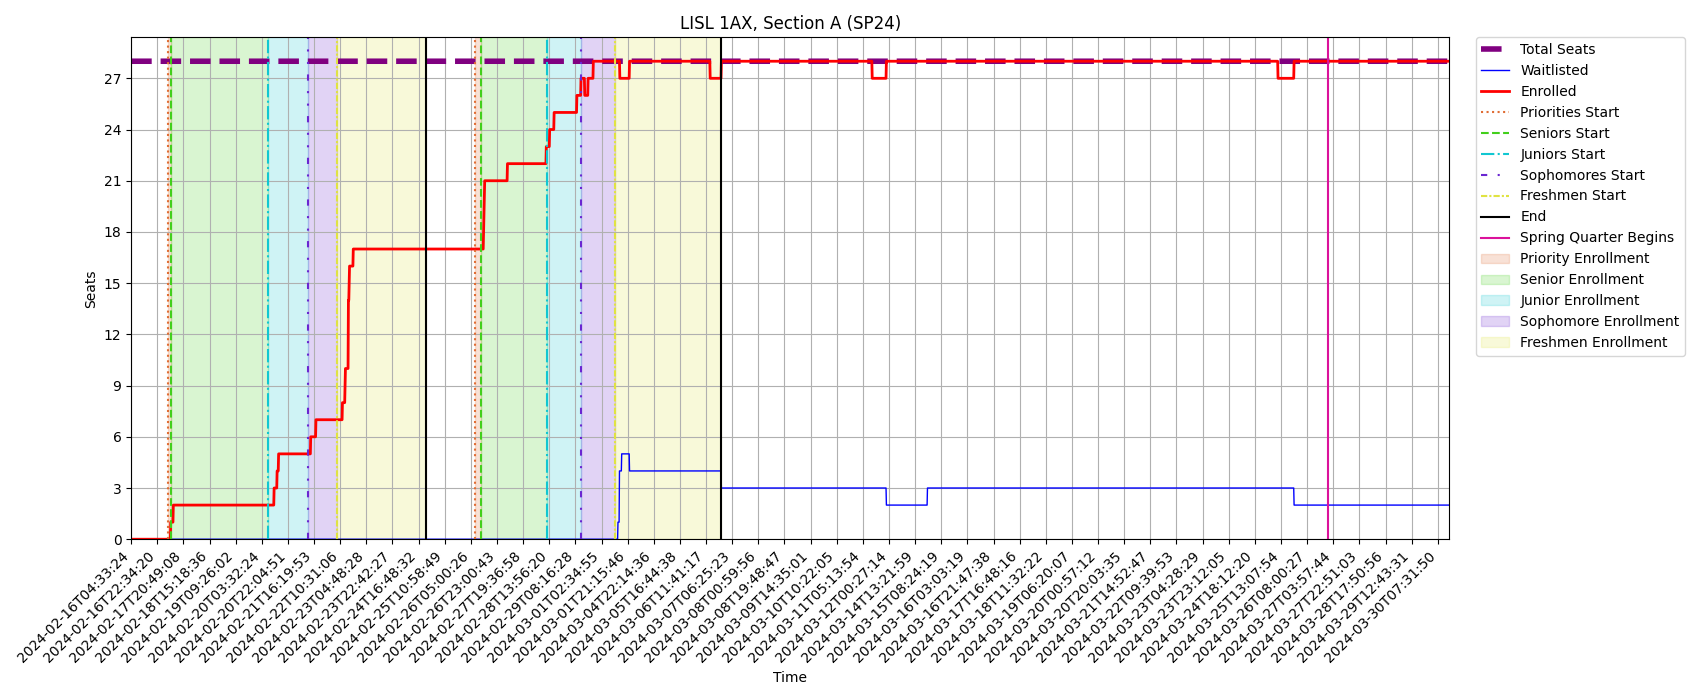 LISL 1AX, Section A (SP24)
Total Seats
Waitlisted
Enrolled
Priorities Start
Seniors Start
Juniors Start
Sophomores Start
Freshmen Start
End
Spring Quarter Begins
Priority Enrollment
Senior Enrollment
Junior Enrollment
Sophomore Enrollment
Freshmen Enrollment
Seats
27
24
21
18
15
12
9
6
3
0
2024-02-16T04:33:24
2024-02-16T22:34:20
2024-02-17T20:49:08
2024-02-18T15:18:36
2024-02-19T09:26:02
2024-02-20T03:32:24
2024-02-20T22:04:51
2024-02-21T16:19:53
2024-02-22T10:31:06
2024-02-23T04:48:28
2024-02-23T22:42:27
2024-02-24T16:48:32
2024-02-25T10:58:49
2024-02-26T05:00:26
2024-02-26T23:00:43
2024-02-27T19:36:58
2024-02-28T13:56:20
2024-02-29T08:16:28
2024-03-01T02:34:55
2024-03-01T21:15:46
2024-03-04T22:14:36
2024-03-05T16:44:38
2024-03-06T11:41:17
2024-03-07T06:25:23
2024-03-08T00:59:56
2024-03-08T19:48:47
2024-03-09T14:35:01
2024-03-10T10:22:05
2024-03-11T05:13:54
2024-03-12T00:27:14
2024-03-14T13:21:59
2024-03-15T08:24:19
2024-03-16T03:03:19
2024-03-16T21:47:38
2024-03-17T16:48:16
2024-03-18T11:32:22
2024-03-19T06:20:07
2024-03-20T00:57:12
2024-03-20T20:03:35
2024-03-21T14:52:47
2024-03-22T09:39:53
2024-03-23T04:28:29
2024-03-23T23:12:05
2024-03-24T18:12:20
2024-03-25T13:07:54
2024-03-26T08:00:27
2024-03-27T03:57:44
2024-03-27T22:51:03
2024-03-28T17:50:56
2024-03-29T12:43:31
2024-03-30T07:31:50
Time